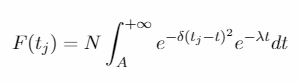 F(t_j) = N \int_{A}^{+\infty} e^{-\delta(t_j-t)^2} e^{-\lambda t} dt